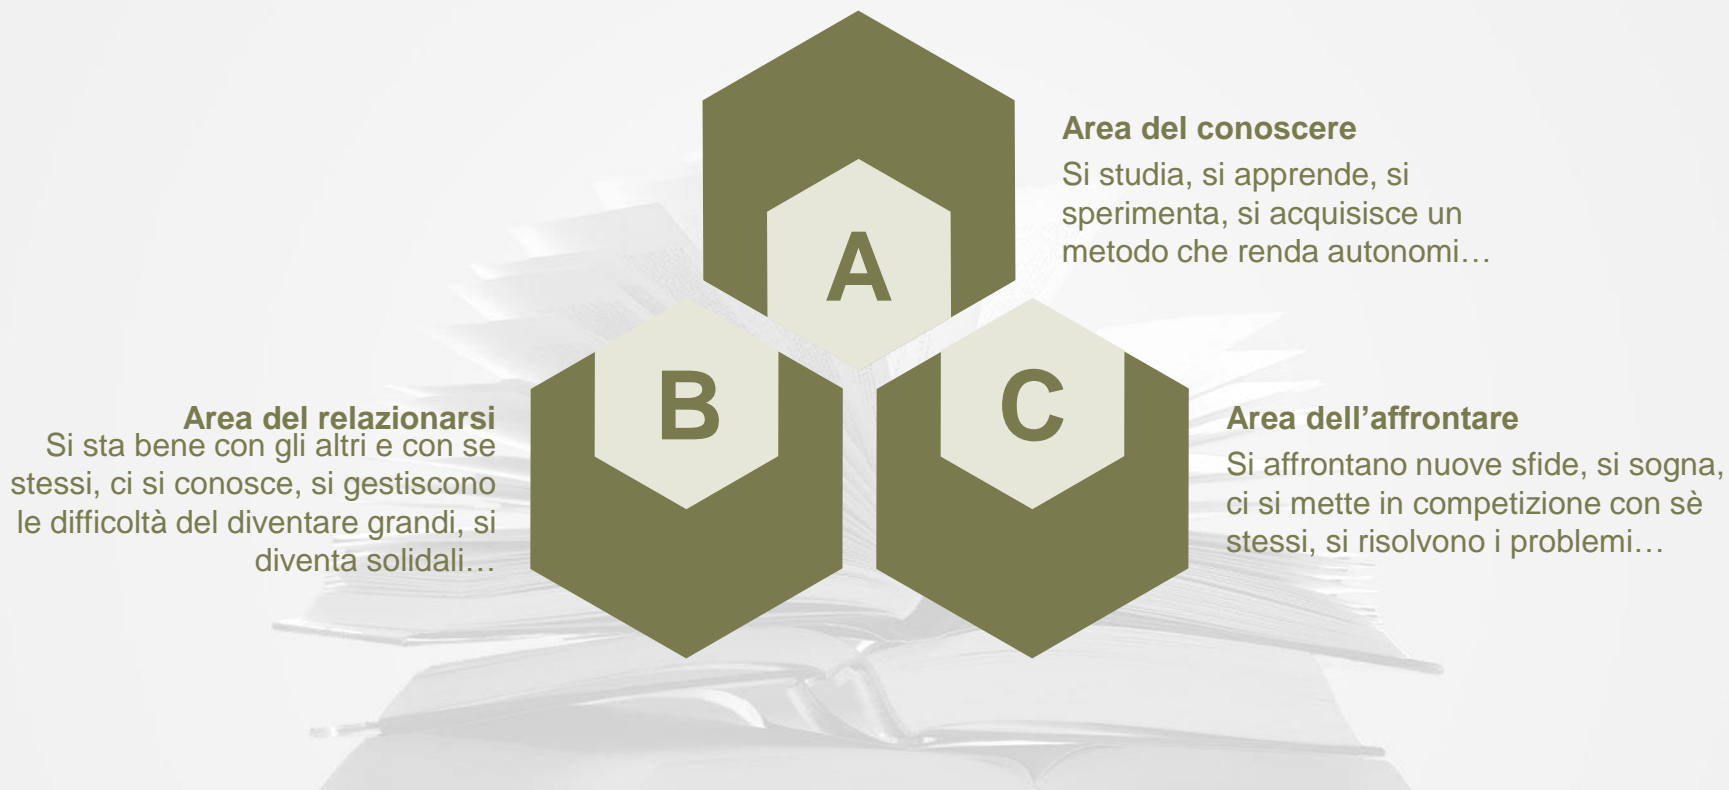 A
Area del conoscere
Si studia, si apprende, si
sperimenta, si acquisisce un
metodo che renda autonomi…
B
Area del relazionarsi
Si sta bene con gli altri e con se
stessi, ci si conosce, si gestiscono
le difficoltà del diventare grandi, si
diventa solidali…
C
Area dell’affrontare
Si affrontano nuove sfide, si sogna,
ci si mette in competizione con sè
stessi, si risolvono i problemi…